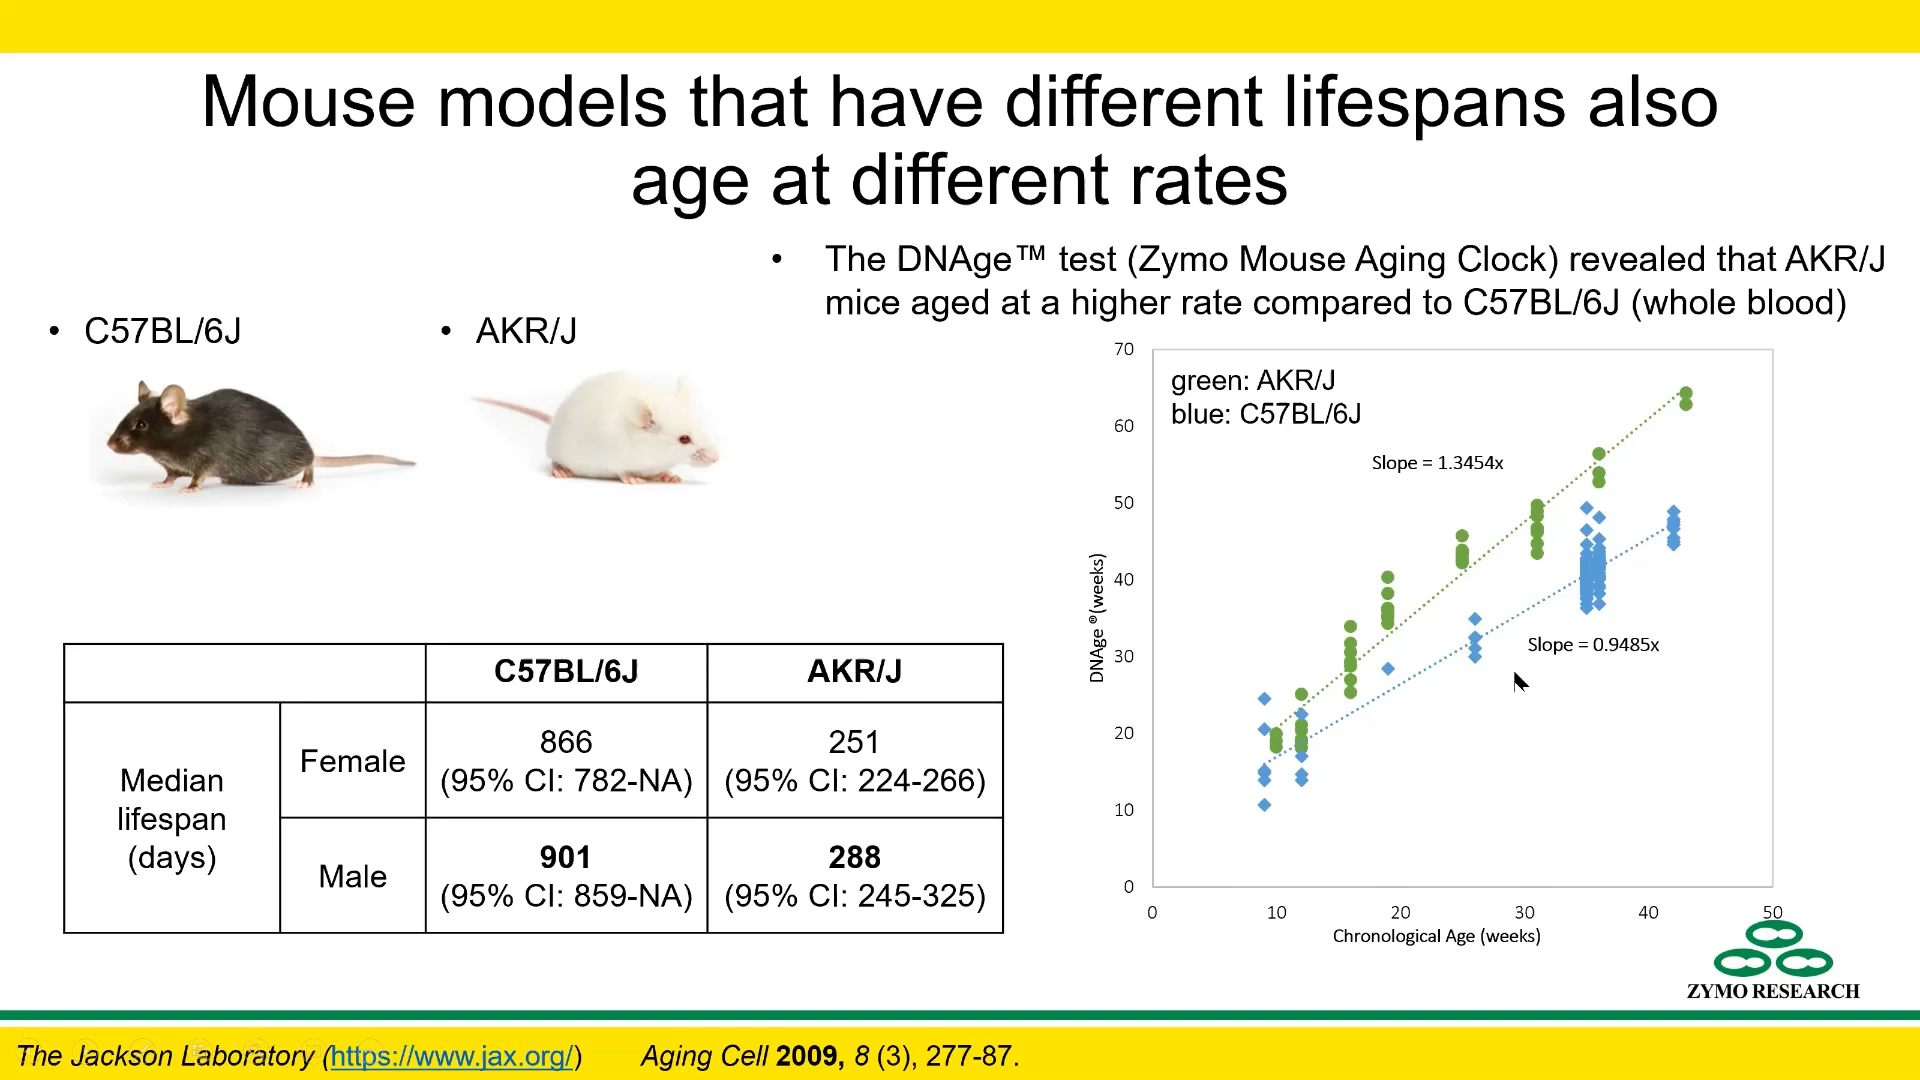 Mouse models that have different lifespans also
age at different rates
• The DNAge™ test (Zymo Mouse Aging Clock) revealed that AKR/J
mice aged at a higher rate compared to C57BL/6J (whole blood)
• C57BL/6J
• AKR/J
C57BL/6J
AKR/J
Median
lifespan
(days)
Female
866
(95% CI: 782-NA)
251
(95% CI: 224-266)
Male
901
(95% CI: 859-NA)
288
(95% CI: 245-325)
green: AKR/J
blue: C57BL/6J
Slope = 1.3454x
Slope = 0.9485x
DNAge ®(weeks)
70
60
50
40
30
20
10
0
0 10 20 30 40 50
Chronological Age (weeks)
ZYMO RESEARCH
The Jackson Laboratory (https://www.jax.org/) Aging Cell 2009, 8 (3), 277-87.